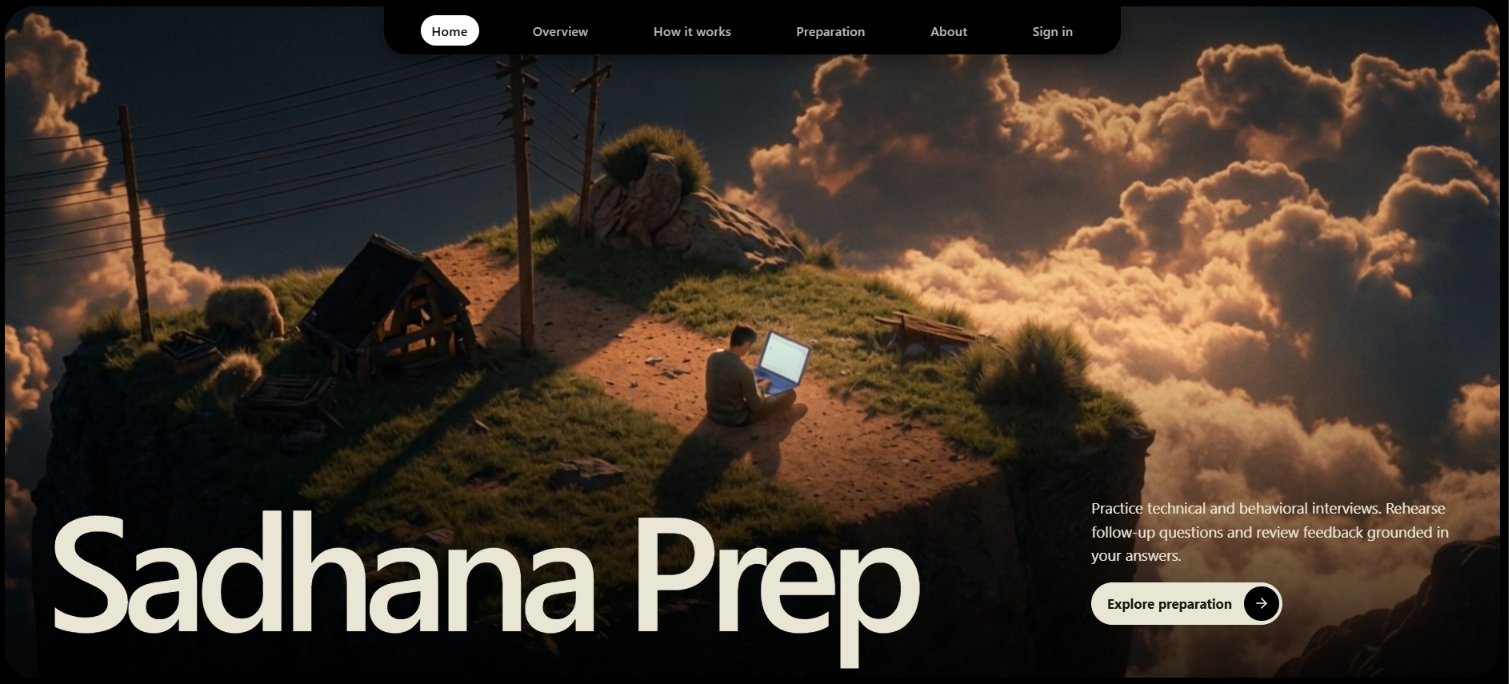 Home
Overview
How it works
Preparation
About
Sign in
Sadhana Prep
Practice technical and behavioral interviews. Rehearse
follow-up questions and review feedback grounded in
your answers.
Explore preparation